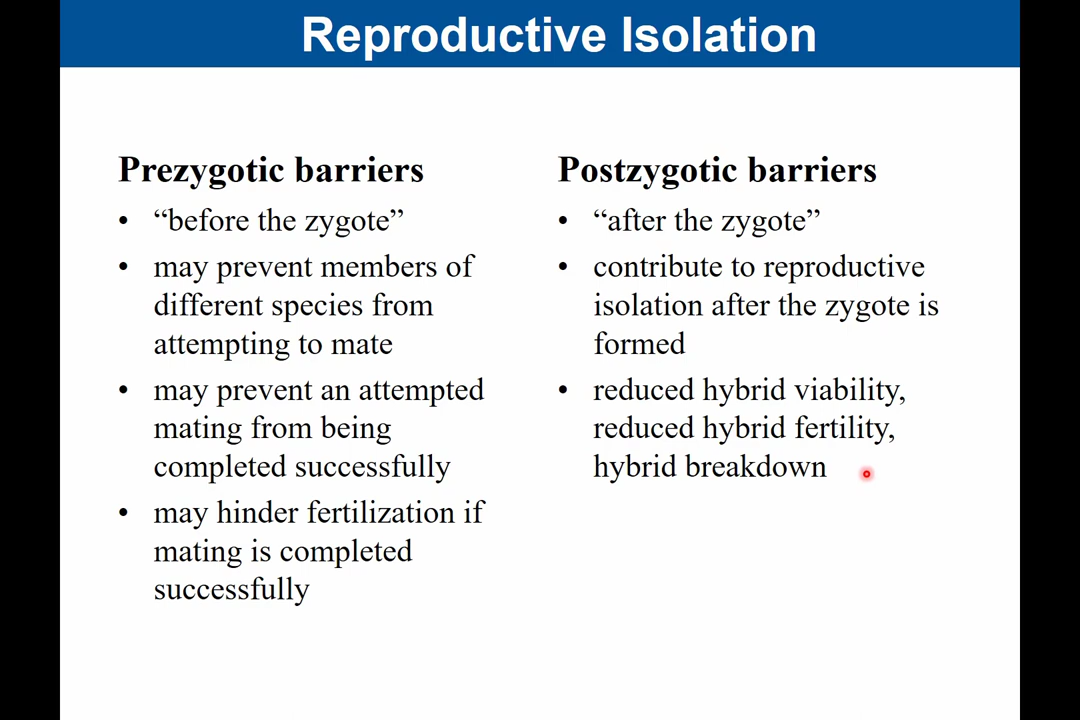 Reproductive Isolation
Prezygotic barriers
• “before the zygote”
• may prevent members of
different species from
attempting to mate
• may prevent an attempted
mating from being
completed successfully
• may hinder fertilization if
mating is completed
successfully
Postzygotic barriers
• “after the zygote”
• contribute to reproductive
isolation after the zygote is
formed
• reduced hybrid viability,
reduced hybrid fertility,
hybrid breakdown